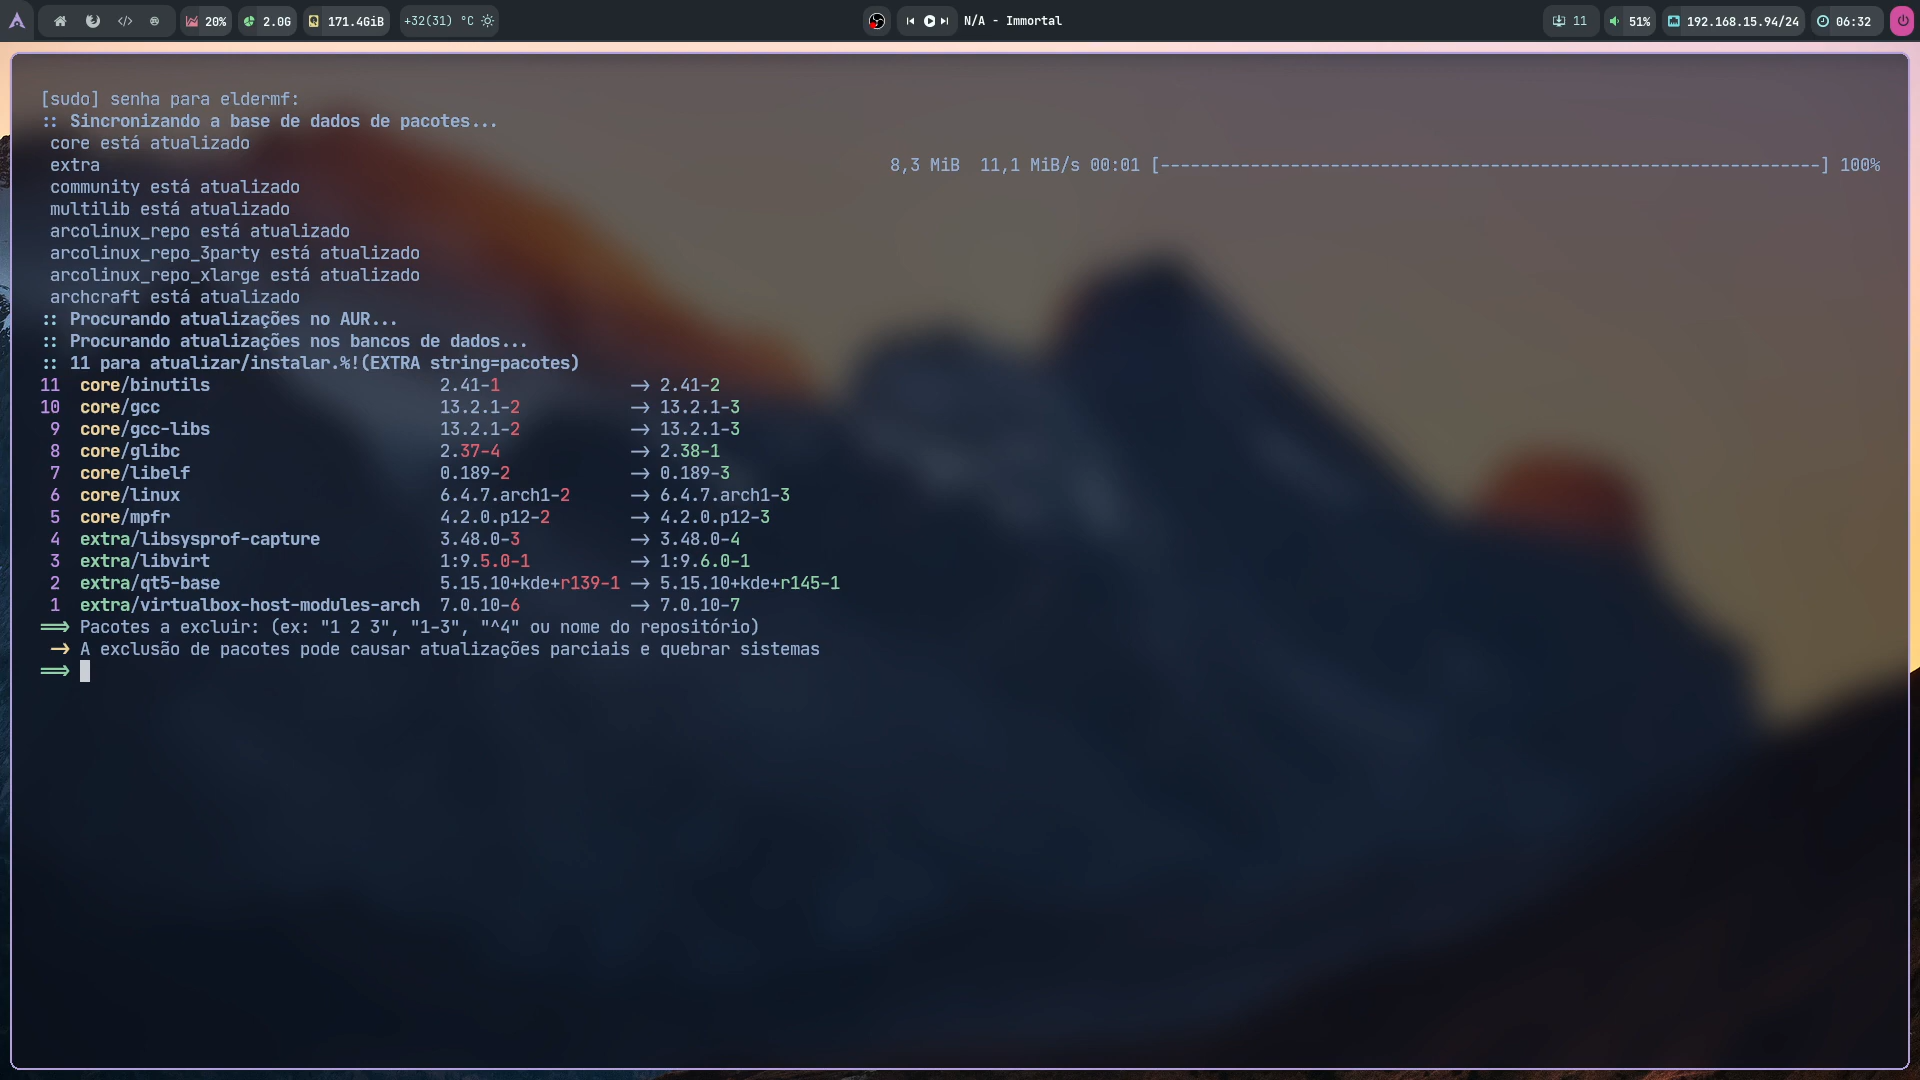 20% 2.0G 171.4GiB +32(31) °C N/A - Immortal 11 51% 192.168.15.94/24 06:32
[sudo] senha para eldermf:
:: Sincronizando a base de dados de pacotes...
core está atualizado
extra 8,3 MiB 11,1 MiB/s 00:01 [------------------------------------------------------------------] 100%
community está atualizado
multilib está atualizado
arcolinux_repo está atualizado
arcolinux_repo_3party está atualizado
arcolinux_repo_xlarge está atualizado
archcraft está atualizado
:: Procurando atualizações no AUR...
:: Procurando atualizações nos bancos de dados...
:: 11 para atualizar/instalar.%!(EXTRA string=pacotes)
11 core/binutils 2.41-1 -> 2.41-2
10 core/gcc 13.2.1-2 -> 13.2.1-3
9 core/gcc-libs 13.2.1-2 -> 13.2.1-3
8 core/glibc 2.37-4 -> 2.38-1
7 core/libelf 0.189-2 -> 0.189-3
6 core/linux 6.4.7.arch1-2 -> 6.4.7.arch1-3
5 core/mpfr 4.2.0.p12-2 -> 4.2.0.p12-3
4 extra/libsysprof-capture 3.48.0-3 -> 3.48.0-4
3 extra/libvirt 1:9.5.0-1 -> 1:9.6.0-1
2 extra/qt5-base 5.15.10+kde+r139-1 -> 5.15.10+kde+r145-1
1 extra/virtualbox-host-modules-arch 7.0.10-6 -> 7.0.10-7
==> Pacotes a excluir: (ex: "1 2 3", "1-3", "^4" ou nome do repositório)
-> A exclusão de pacotes pode causar atualizações parciais e quebrar sistemas
==>